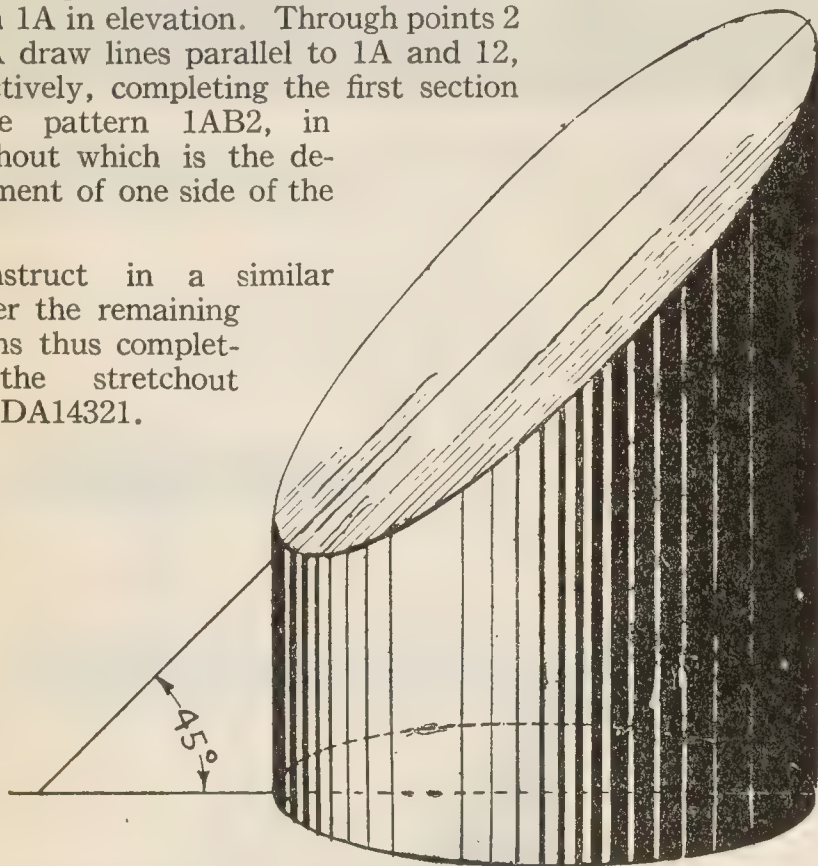 1A in elevation. Through points 2
draw lines parallel to 1A and 12,
ctively, completing the first section
e pattern 1AB2, in
hout which is the de-
ment of one side of the
nstruct in a similar
er the remaining
ns thus complet-
the stretchout
DA14321.
45°